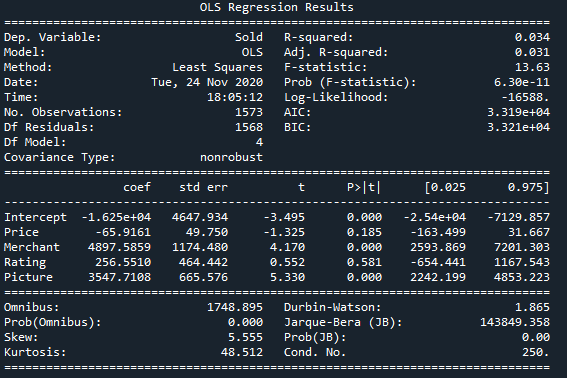 OLS Regression Results
==============================================================================
Dep. Variable:                   Sold   R-squared:                       0.034
Model:                            OLS   Adj. R-squared:                  0.031
Method:                 Least Squares   F-statistic:                     13.63
Date:                Tue, 24 Nov 2020   Prob (F-statistic):           6.30e-11
Time:                        18:05:12   Log-Likelihood:                -16588.
No. Observations:                1573   AIC:                         3.319e+04
Df Residuals:                    1568   BIC:                         3.321e+04
Df Model:                           4
Covariance Type:            nonrobust
==============================================================================
                 coef    std err          t      P>|t|      [0.025      0.975]
------------------------------------------------------------------------------
Intercept  -1.625e+04   4647.934     -3.495      0.000   -2.54e+04   -7129.857
Price        -65.9161     49.750     -1.325      0.185    -163.499      31.667
Merchant    4897.5859   1174.480      4.170      0.000    2593.869    7201.303
Rating       256.5510    464.442      0.552      0.581    -654.441    1167.543
Picture     3547.7108    665.576      5.330      0.000    2242.199    4853.223
==============================================================================
Omnibus:                     1748.895   Durbin-Watson:                   1.865
Prob(Omnibus):                  0.000   Jarque-Bera (JB):           143849.358
Skew:                           5.555   Prob(JB):                         0.00
Kurtosis:                      48.512   Cond. No.                         250.
==============================================================================